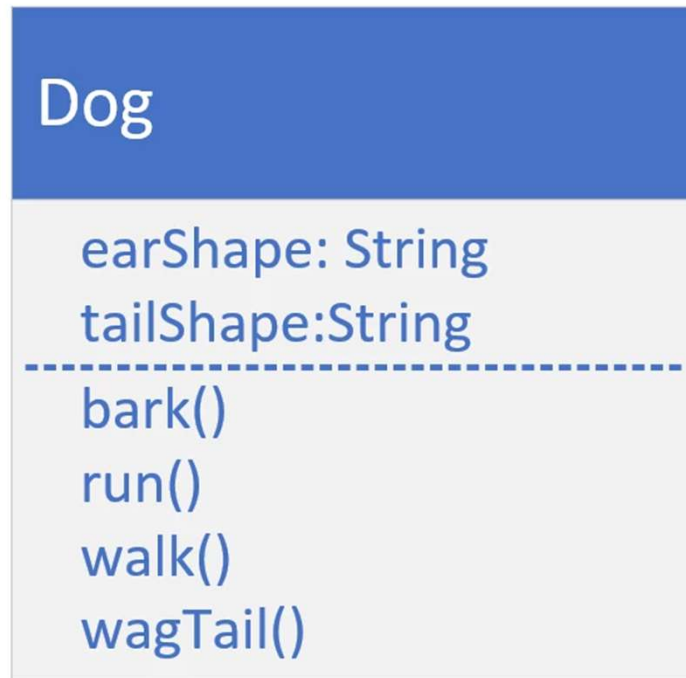 Dog
earShape: String
tailShape:String
bark()
run()
walk()
wagTail()